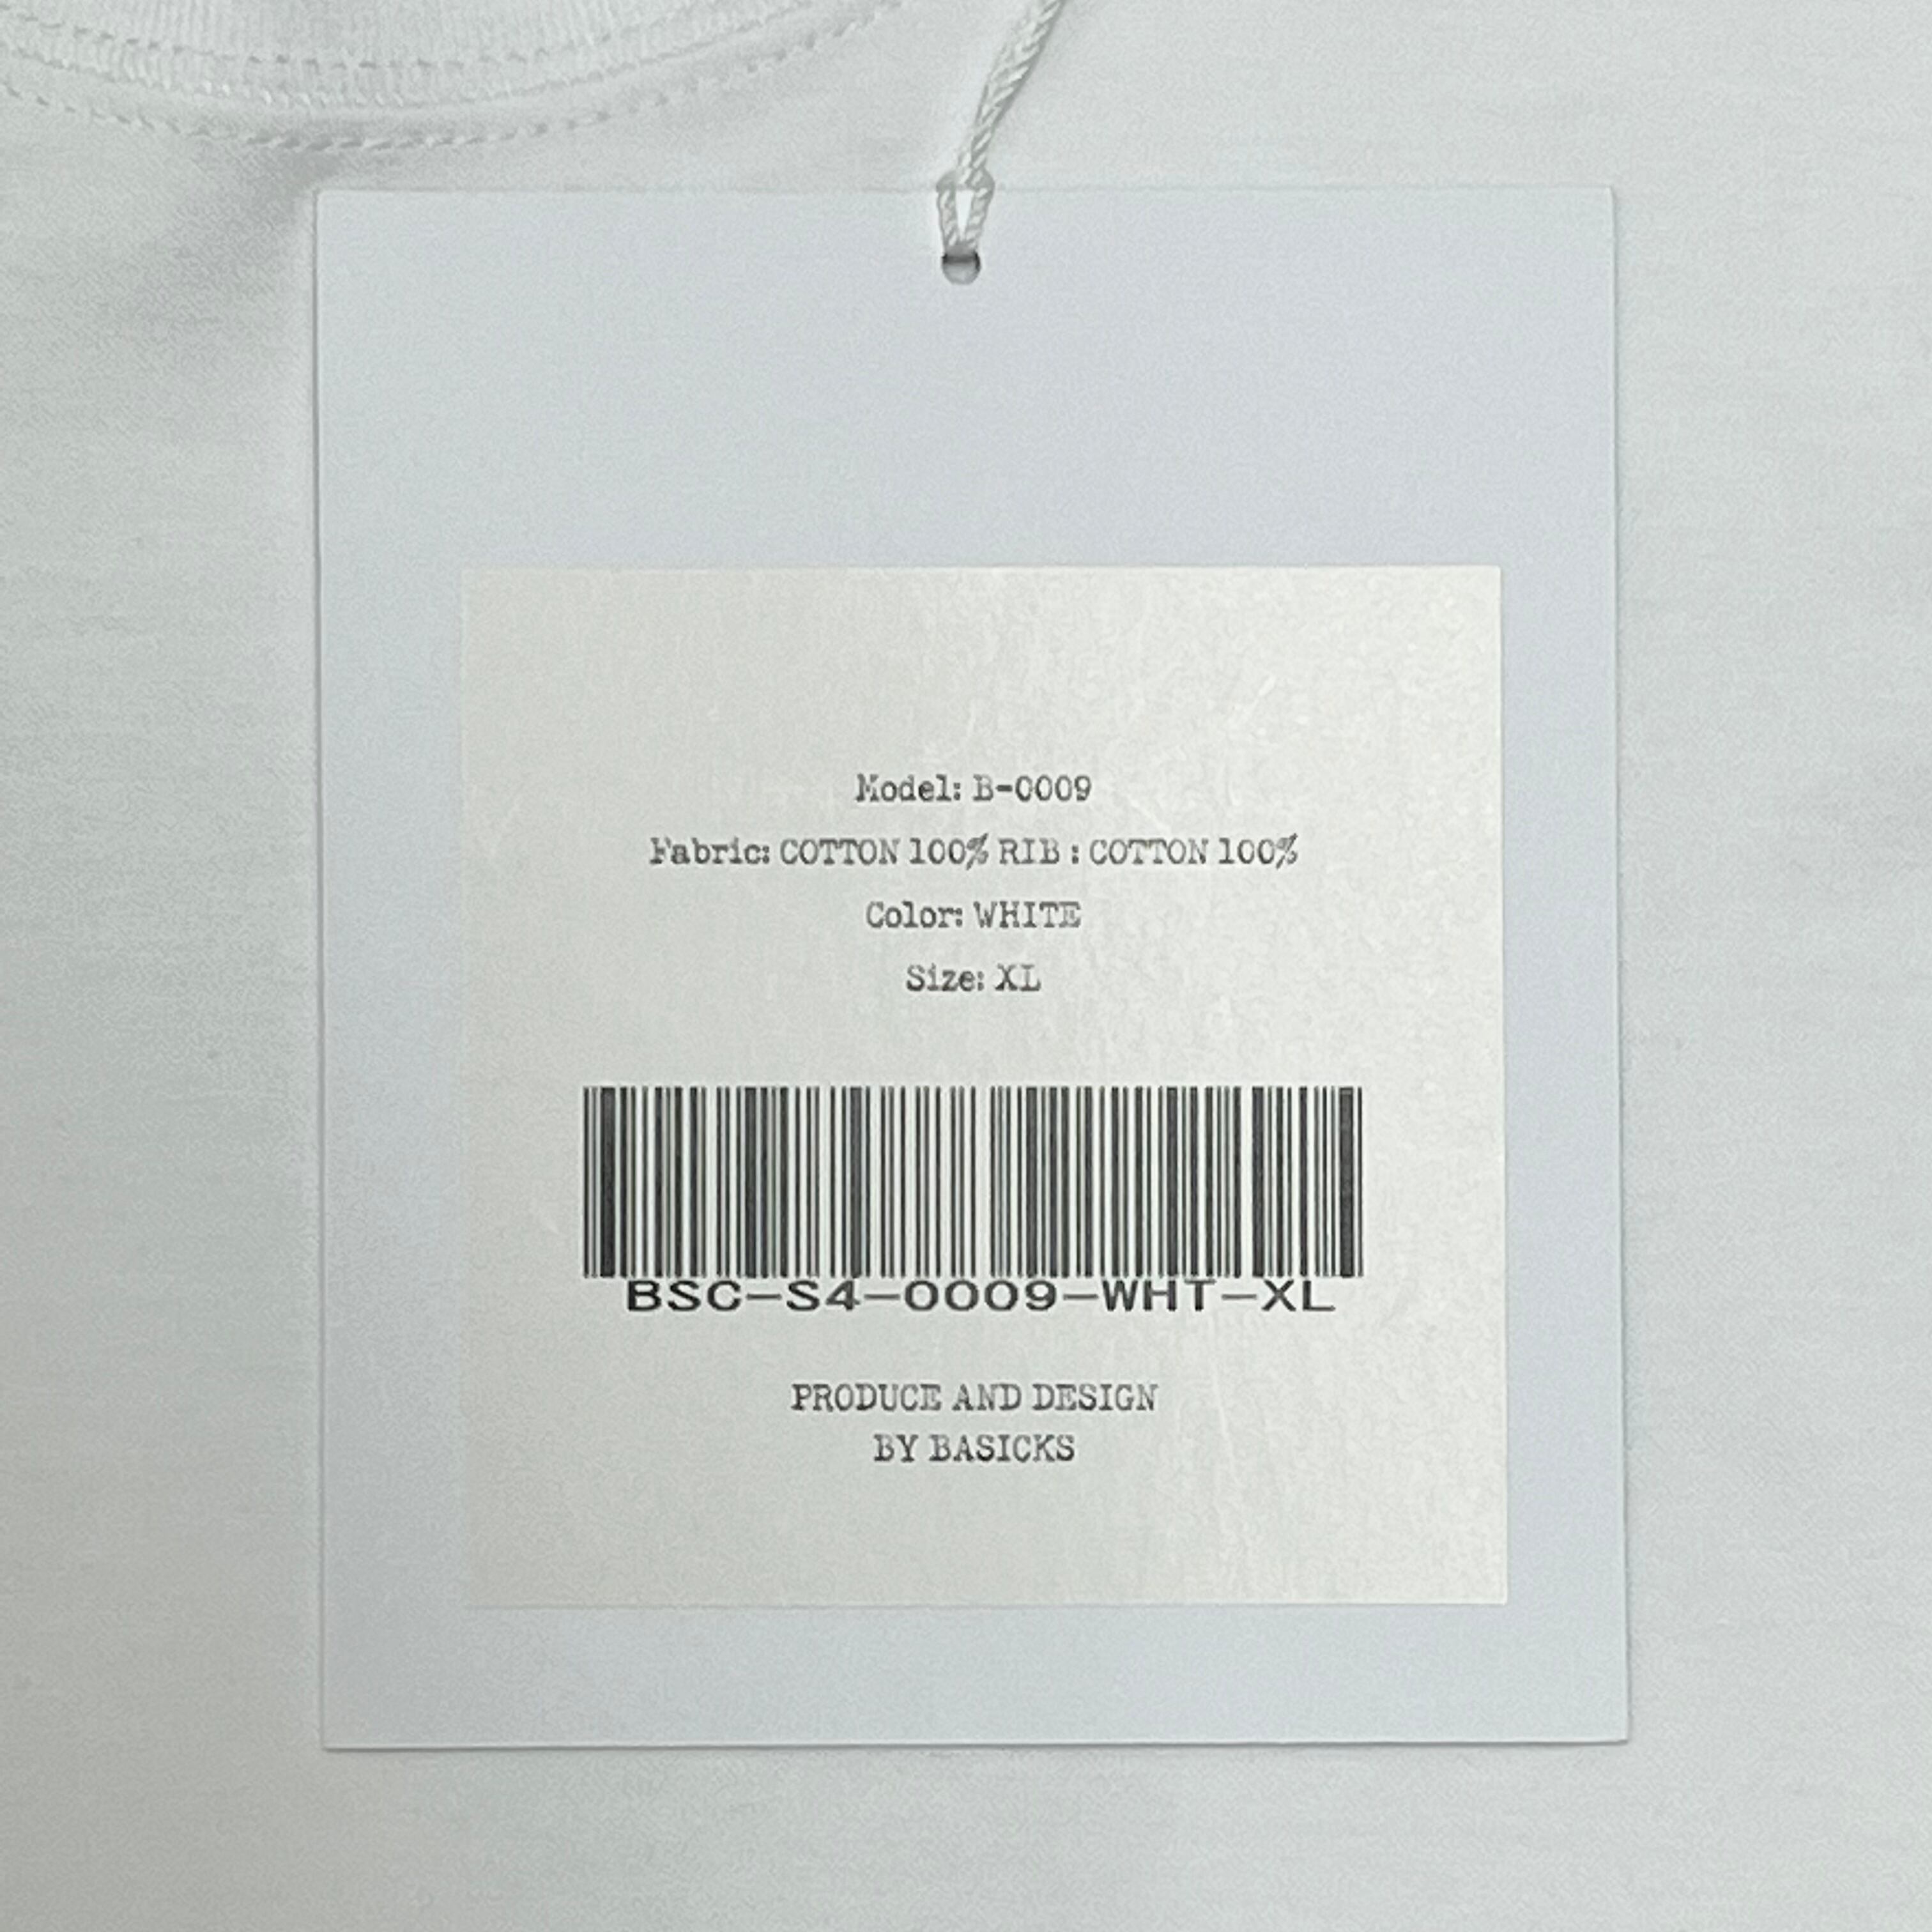 Model: B-0009
Fabric: COTTON 100% RIB : COTTON 100%
Color: WHITE
Size: XL
BSC-S4-0009-WHT-XL
PRODUCE AND DESIGN
BY BASICKS